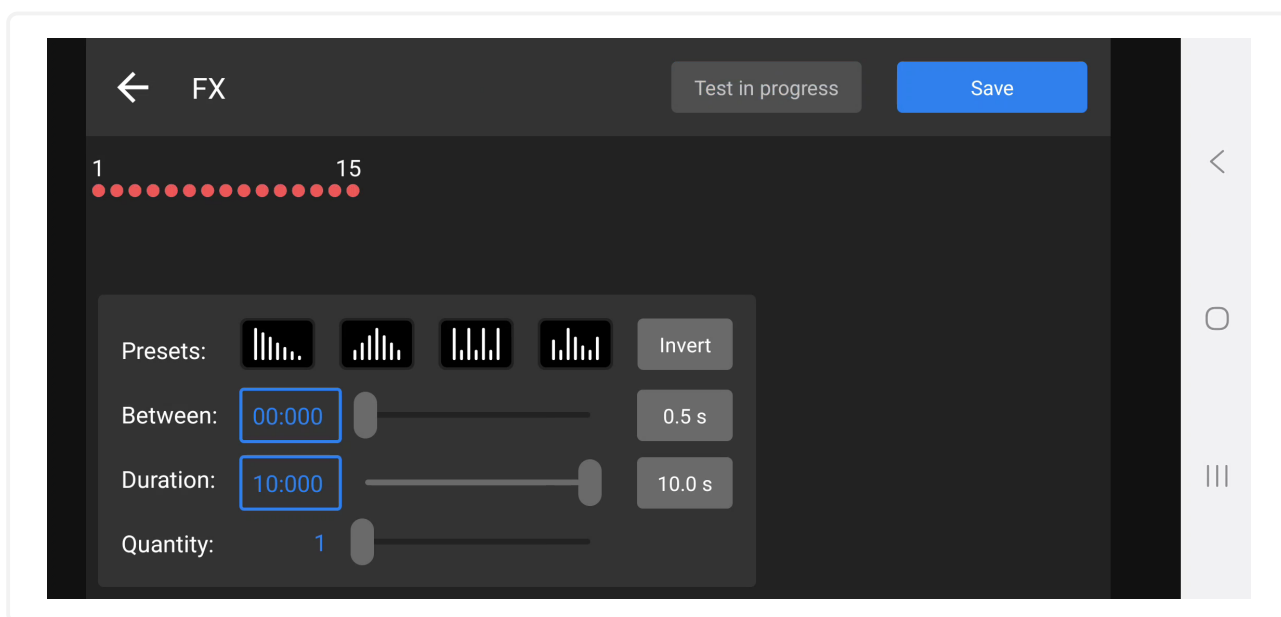 FX
Test in progress
Save
1 15
Presets: Invert
Between: 00:000 0.5 s
Duration: 10:000 10.0 s
Quantity: 1